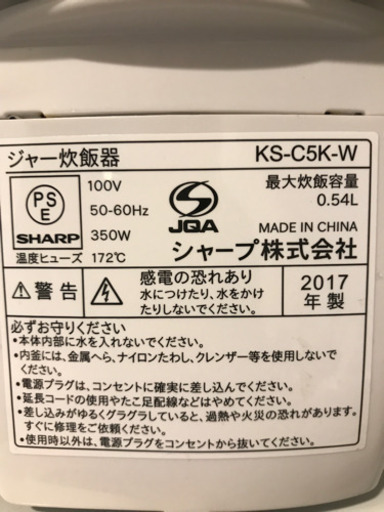 ジャー炊飯器 KS-C5K-W
PS
E
SHARP
100V
50-60Hz
350W
温度ヒューズ 172℃
JQA
最大炊飯容量
0.54L
MADE IN CHINA
シャープ株式会社
警告
感電の恐れあり
水につけたり、水をかけ
たりしないでください。
2017
年製
必ずお守りください
•本体内部に水を入れないでください。
•内釜には、金属へら、ナイロンたわし、クレンザー等を使用しない
でください。
•電源プラグは、コンセントに確実に差し込んでください。
•延長コードの使用やたこ足配線などはやめてください。
•差し込みがゆるくグラグラしていると、過熱や火災の恐れがあります。
すぐに修理をご依頼ください。
•使用時以外は、電源プラグをコンセントから抜いてください。